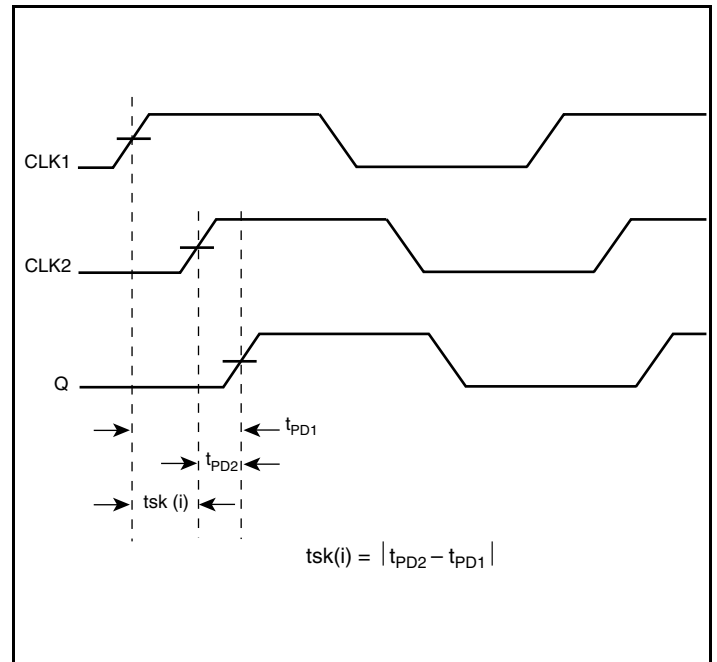 CLK1
CLK2
Q
tPD1
tPD2
tsk (i)
tsk(i) = |tPD2 – tPD1|